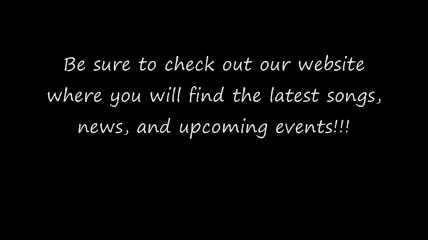 Be sure to check out our website
where you will find the latest songs,
news, and upcoming events!!!